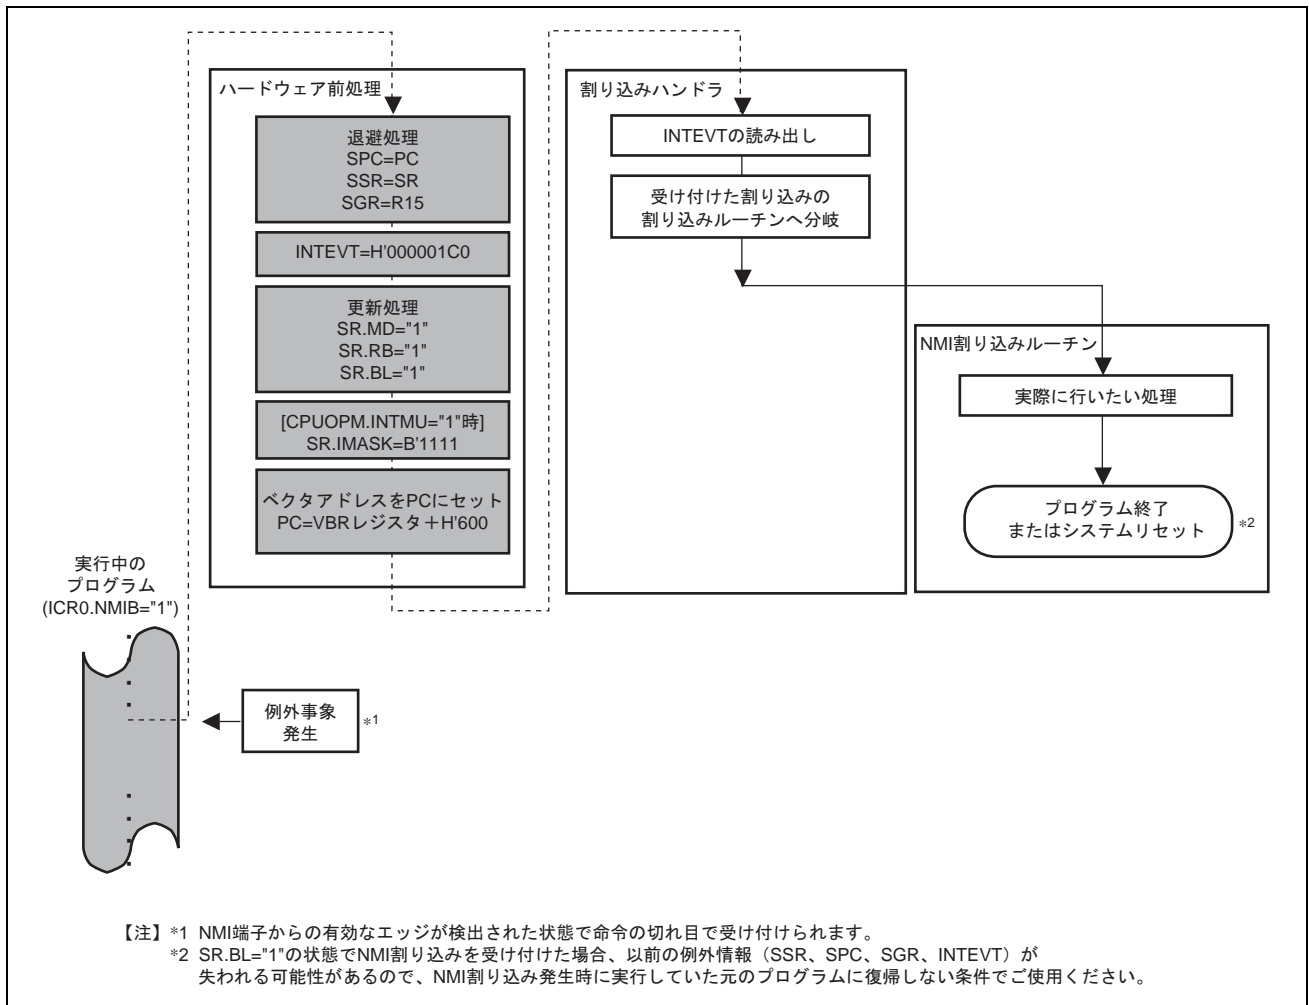 ハードウェア前処理
退避処理
SPC=PC
SSR=SR
SGR=R15
INTEVT=H'000001C0
更新処理
SR.MD="1"
SR.RB="1"
SR.BL="1"
[CPUOPM.INTMU="1"時]
SR.IMASK=B'1111
ベクタアドレスをPCにセット
PC=VBRレジスタ+H'600
割り込みハンドラ
INTEVTの読み出し
受け付けた割り込みの
割り込みルーチンへ分岐
NMI割り込みルーチン
実際に行いたい処理
プログラム終了
またはシステムリセット
*2
実行中の
プログラム
(ICR0.NMIB="1")
例外事象
発生
*1
【注】*1 NMI端子からの有効なエッジが検出された状態で命令の切れ目で受け付けられます。
*2 SR.BL="1"の状態でNMI割り込みを受け付けた場合、以前の例外情報（SSR、SPC、SGR、INTEVT）が
失われる可能性があるので、NMI割り込み発生時に実行していた元のプログラムに復帰しない条件でご使用ください。